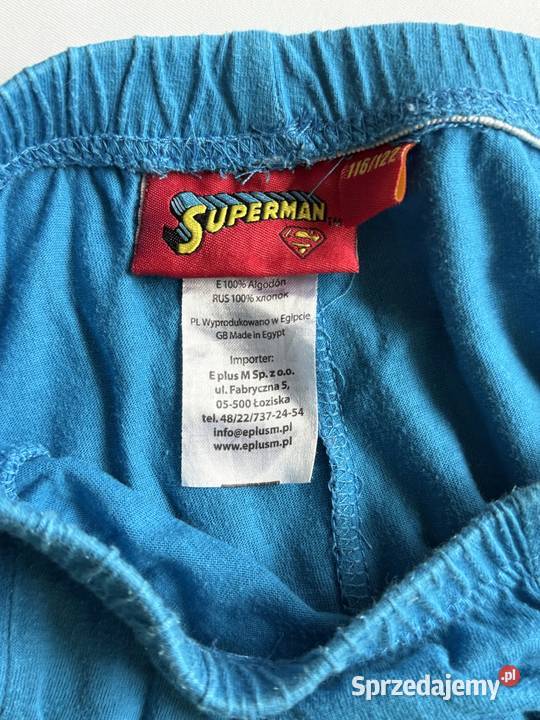 116/122
SUPERMAN TM
S
E 100% Algodón
RUS 100% хлопок
PL Wyprodukowano w Egipcie
GB Made in Egypt
Importer:
E plus M Sp. z o.o.
ul. Fabryczna 5,
05-500 Łoziska
tel. 48/22/737-24-54
info@eplusm.pl
www.eplusm.pl
Sprzedajemy.pl